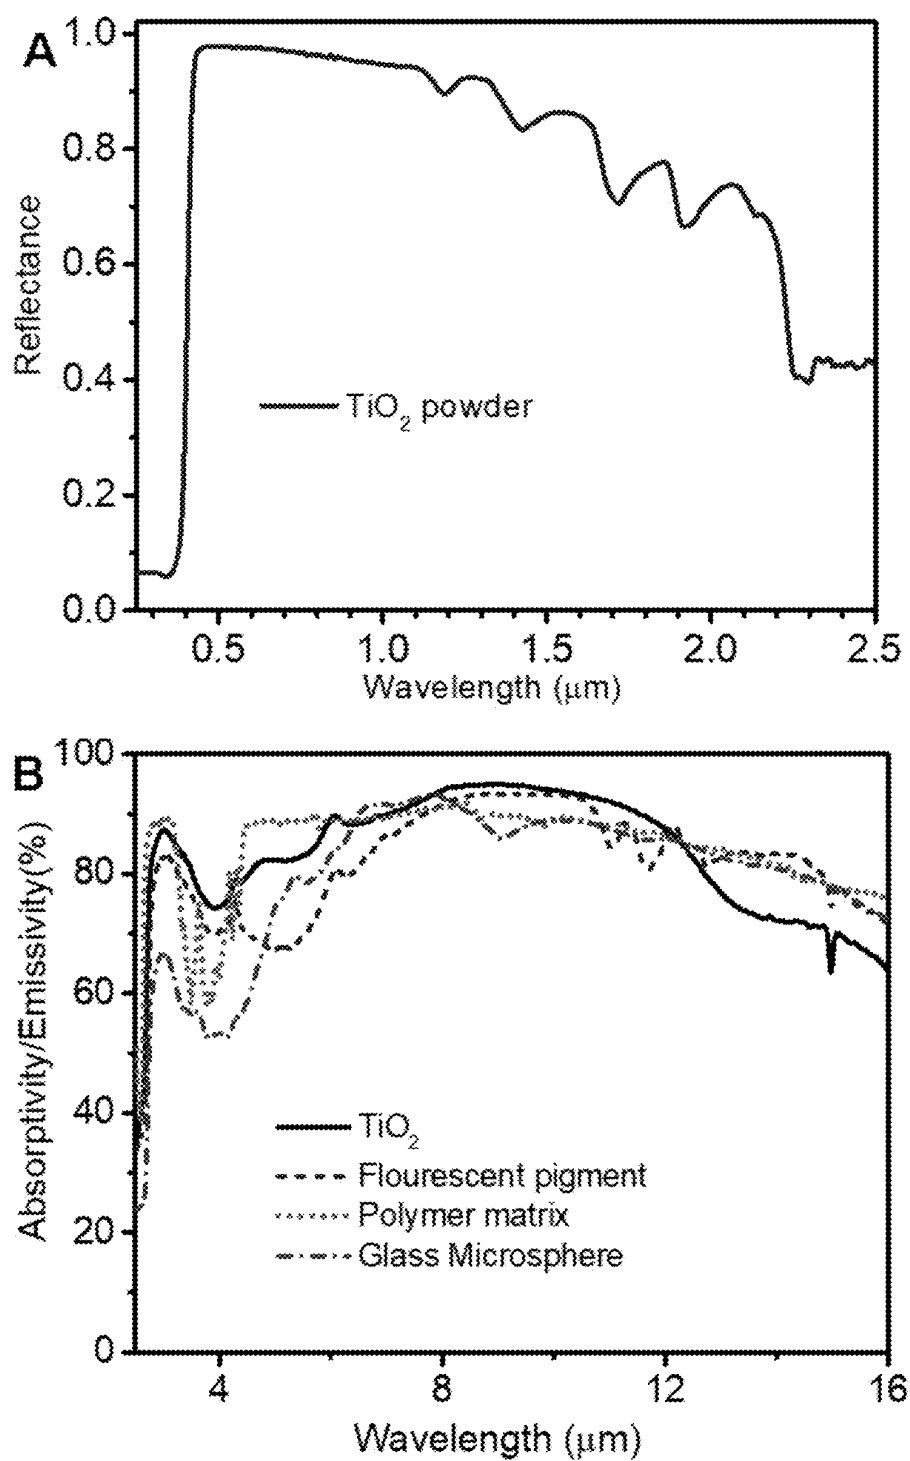 A
1.0
0.8
0.6
0.4
0.2
0.0
Reflectance
TiO2 powder
0.5 1.0 1.5 2.0 2.5
Wavelength (μm)
B
100
80
60
40
20
0
Absorptivity/Emissivity(%)
TiO2
Flourescent pigment
Polymer matrix
Glass Microsphere
4 8 12 16
Wavelength (μm)